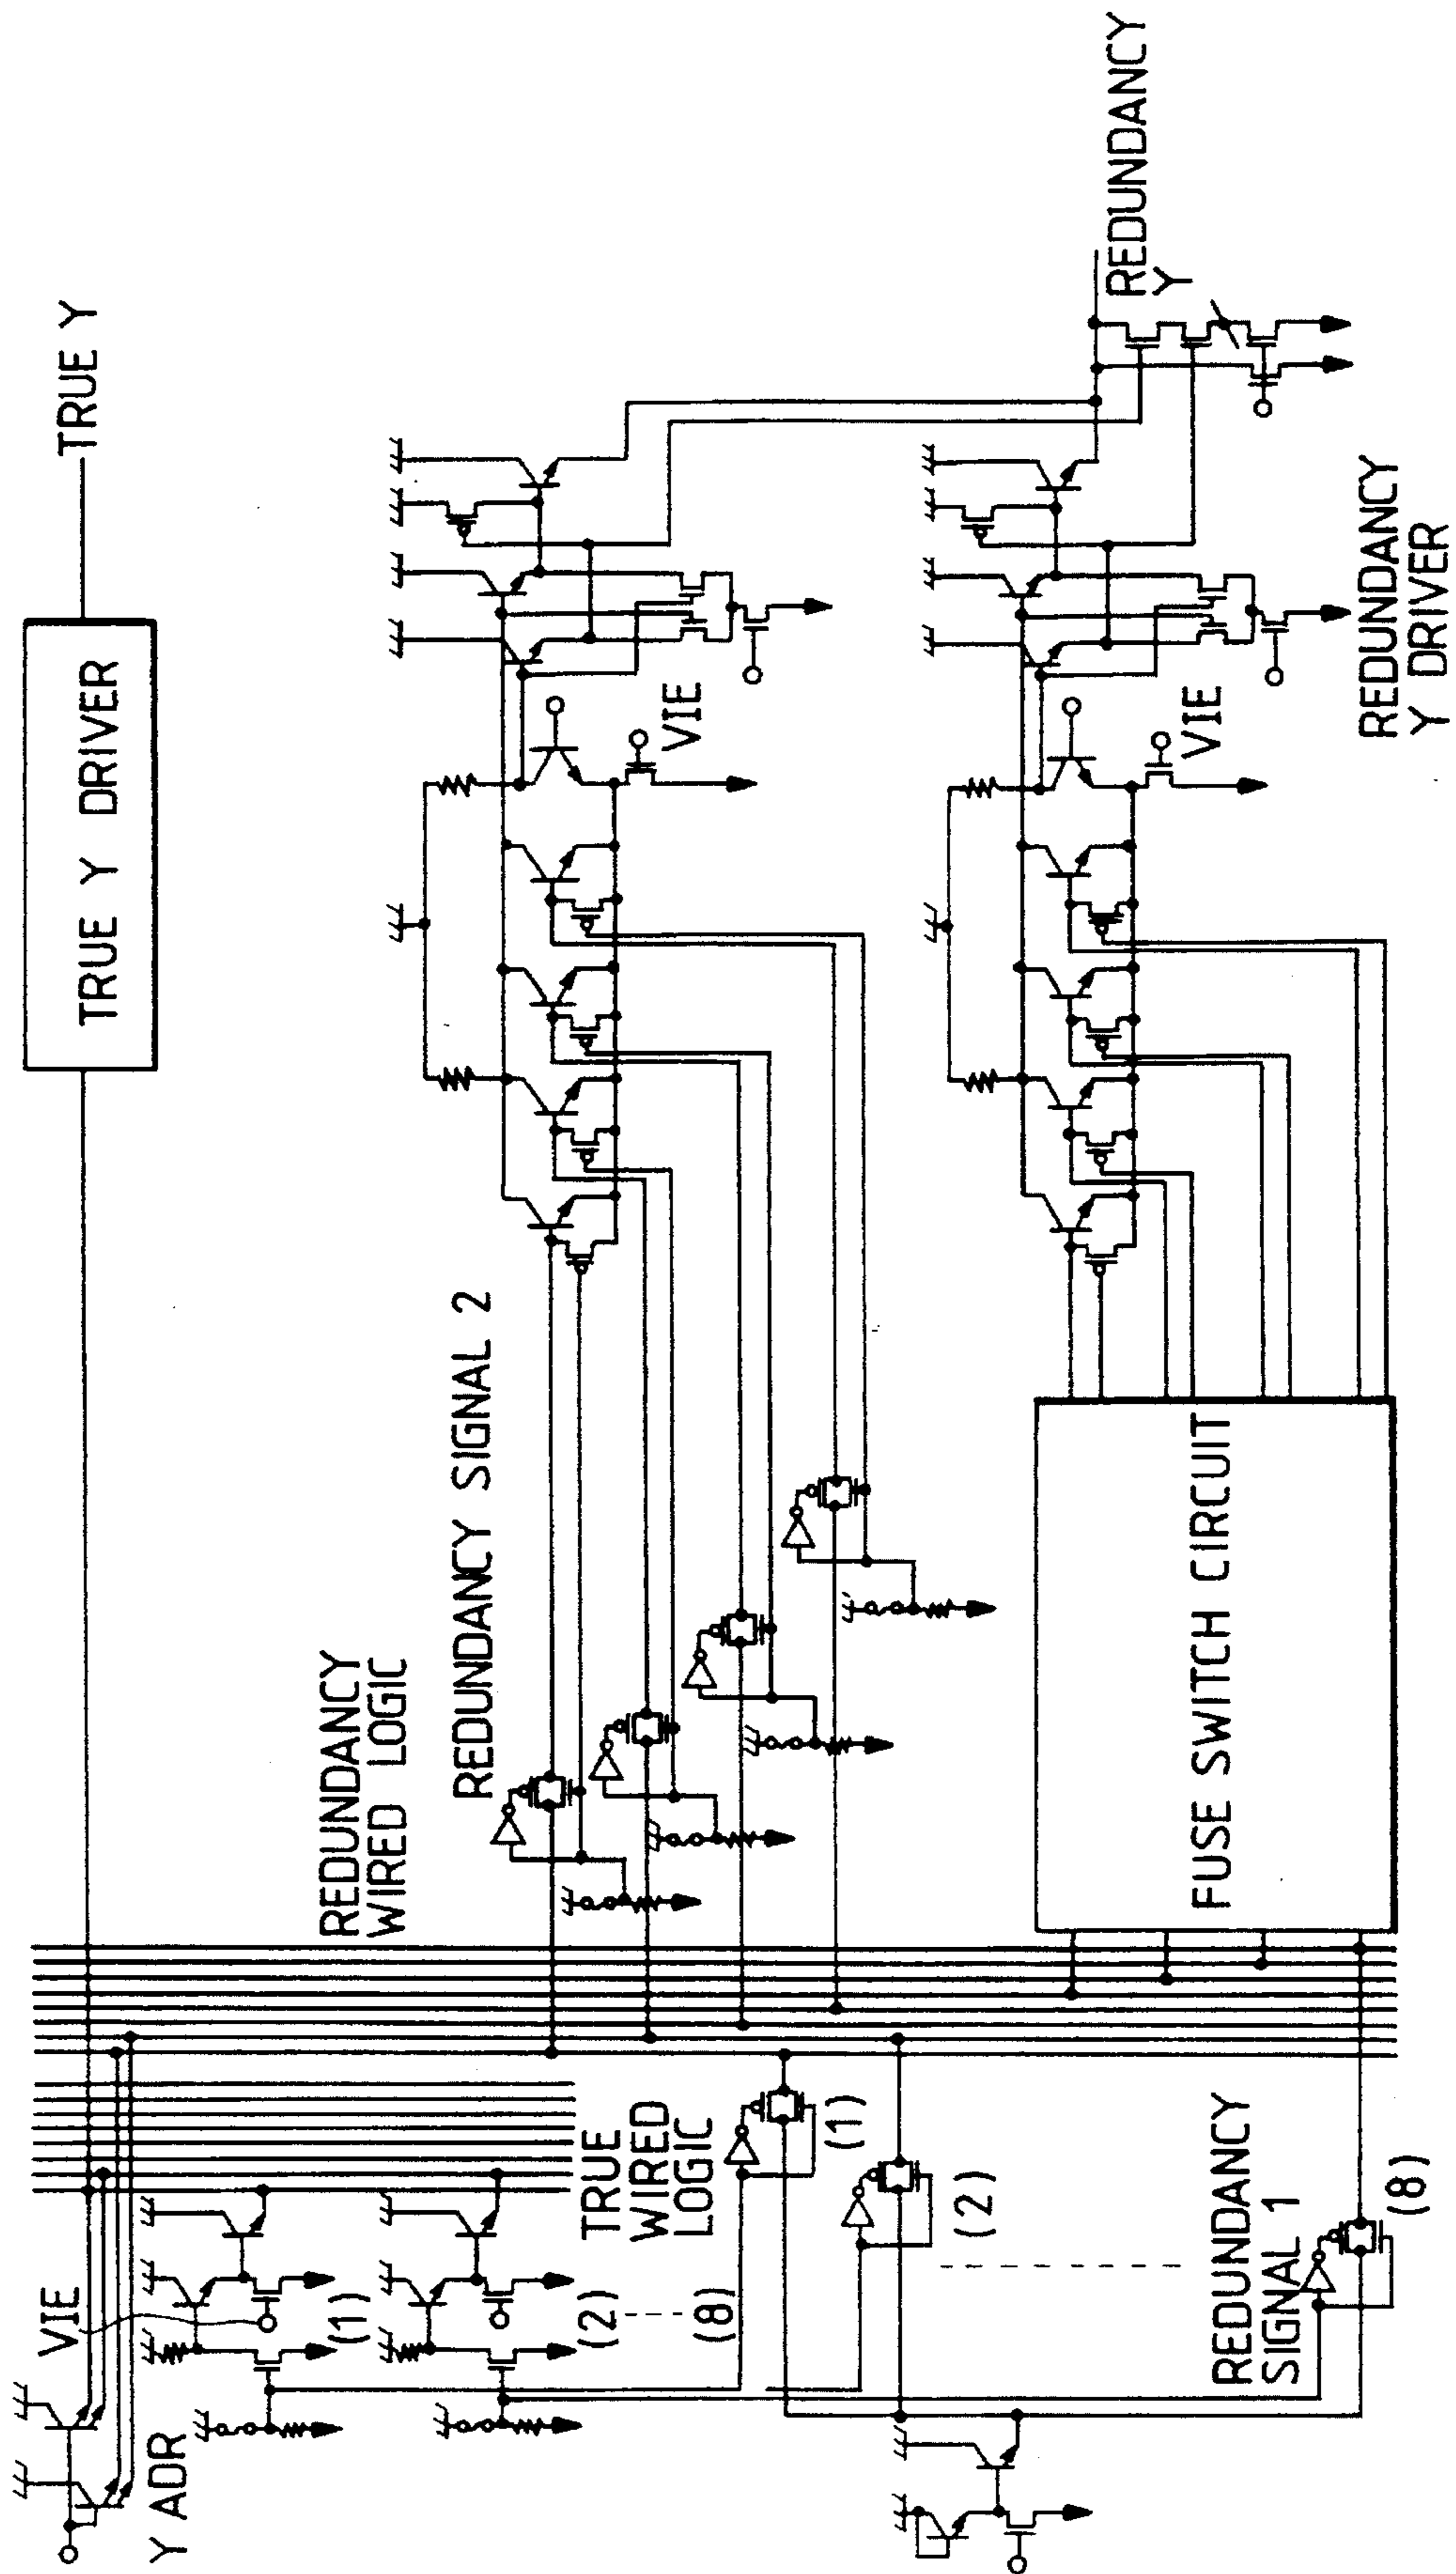 Y ADR
VIE
(1)
(2)
(8)
TRUE
WIRED
LOGIC
(1)
(2)
REDUNDANCY
SIGNAL 1
(8)
REDUNDANCY
WIRED LOGIC
REDUNDANCY SIGNAL 2
FUSE SWITCH CIRCUIT
TRUE Y DRIVER
TRUE Y
VIE
VIE
REDUNDANCY
Y DRIVER
REDUNDANCY
Y